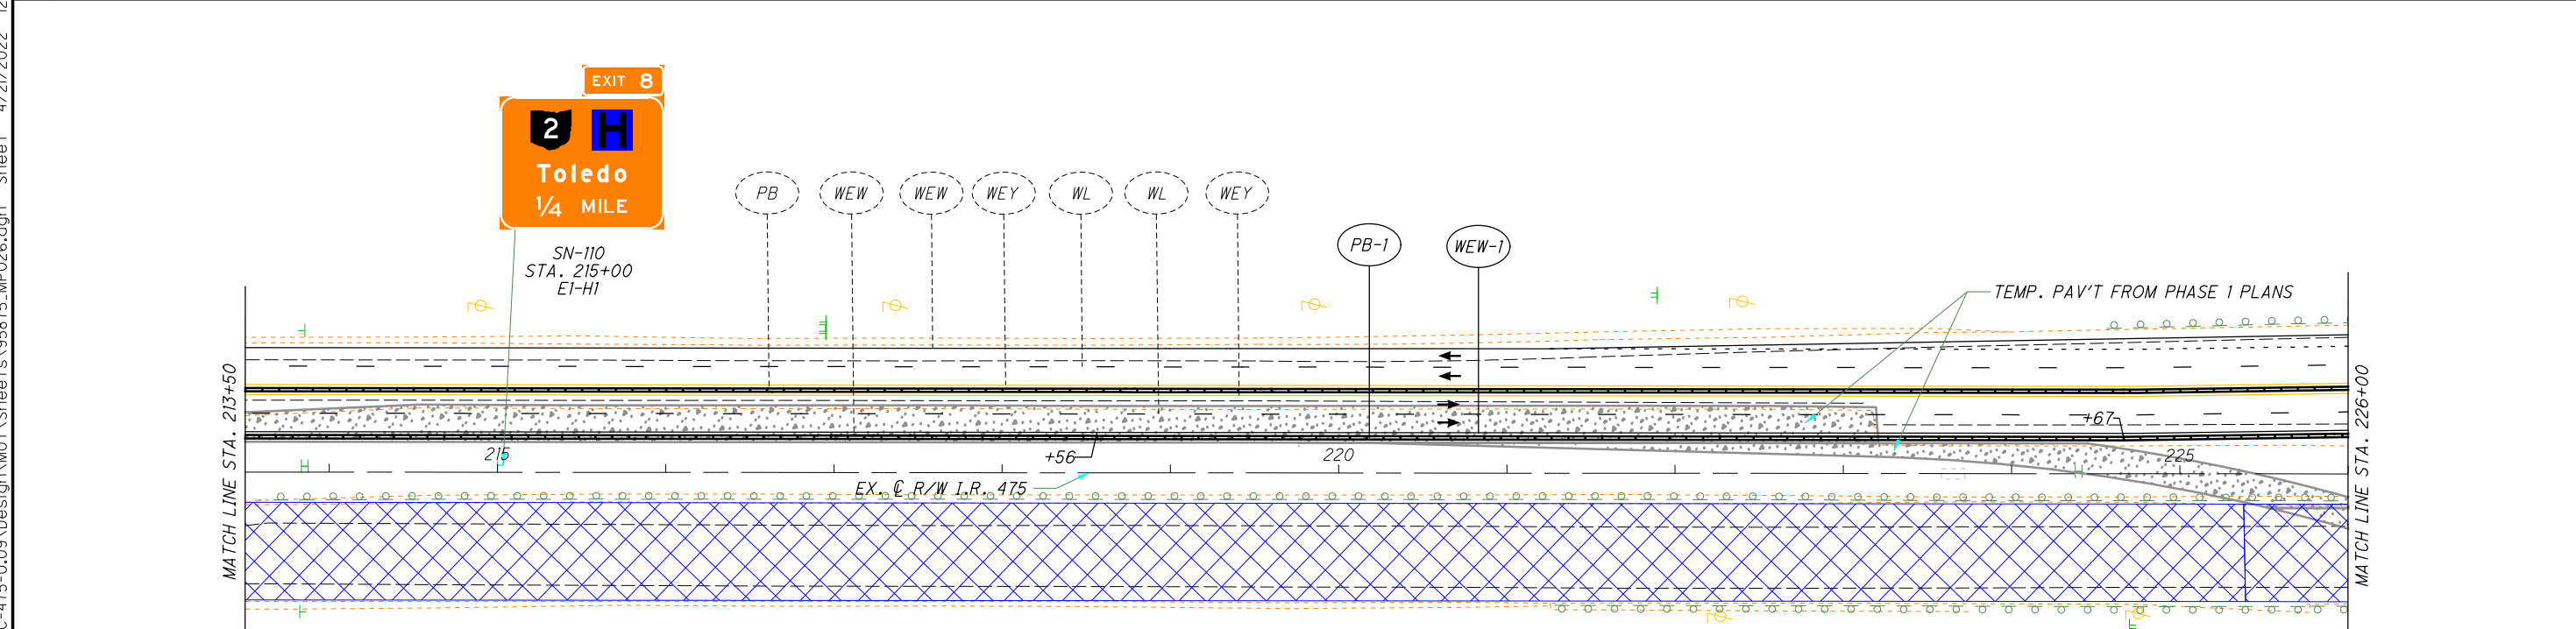 EXIT 8
2 H
Toledo
1/4 MILE
SN-110
STA. 215+00
E1-H1
PB
WEW
WEW
WEY
WL
WL
WEY
PB-1
WEW-1
TEMP. PAV'T FROM PHASE 1 PLANS
MATCH LINE STA. 213+50
215
+56
220
+67
225
EX. ℄ R/W I.R. 475
MATCH LINE STA. 226+00